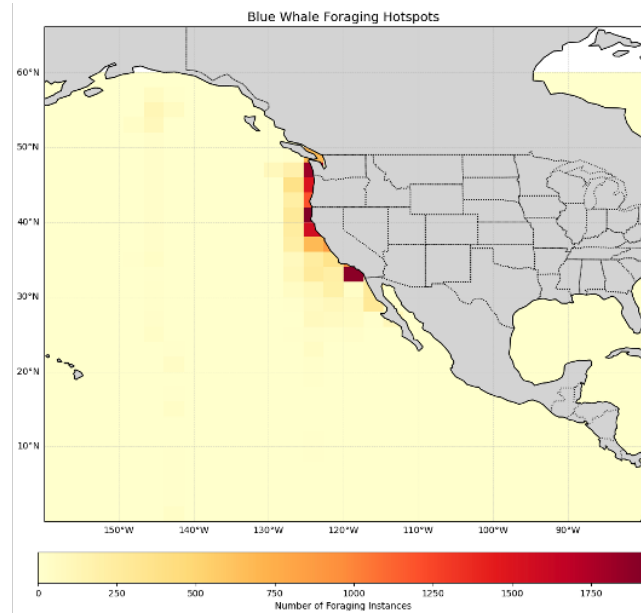 Blue Whale Foraging Hotspots
60°N
50°N
40°N
30°N
20°N
10°N
150°W 140°W 130°W 120°W 110°W 100°W 90°W
0 250 500 750 1000 1250 1500 1750
Number of Foraging Instances